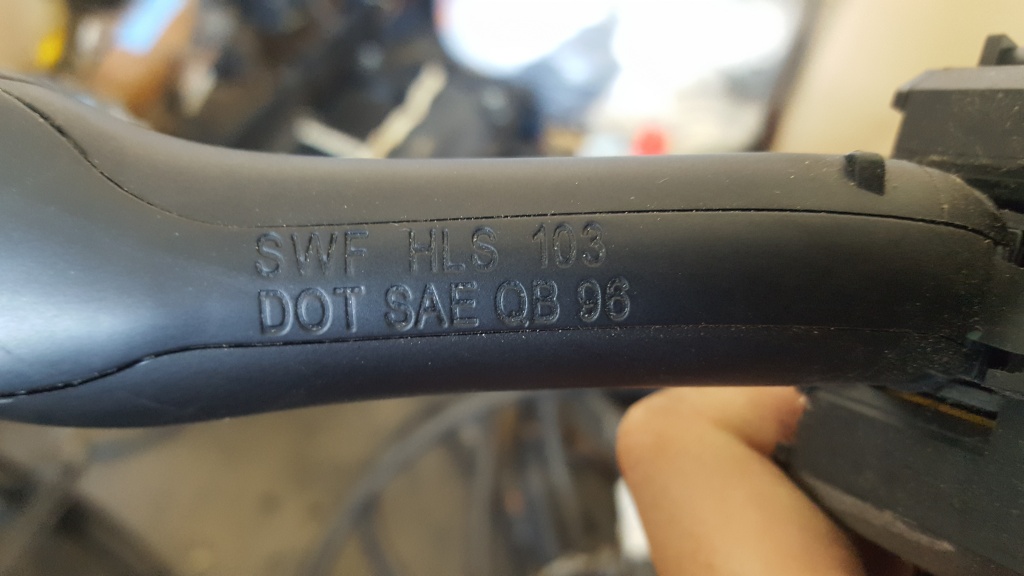 SWF HLS 103
DOT SAE QB 96